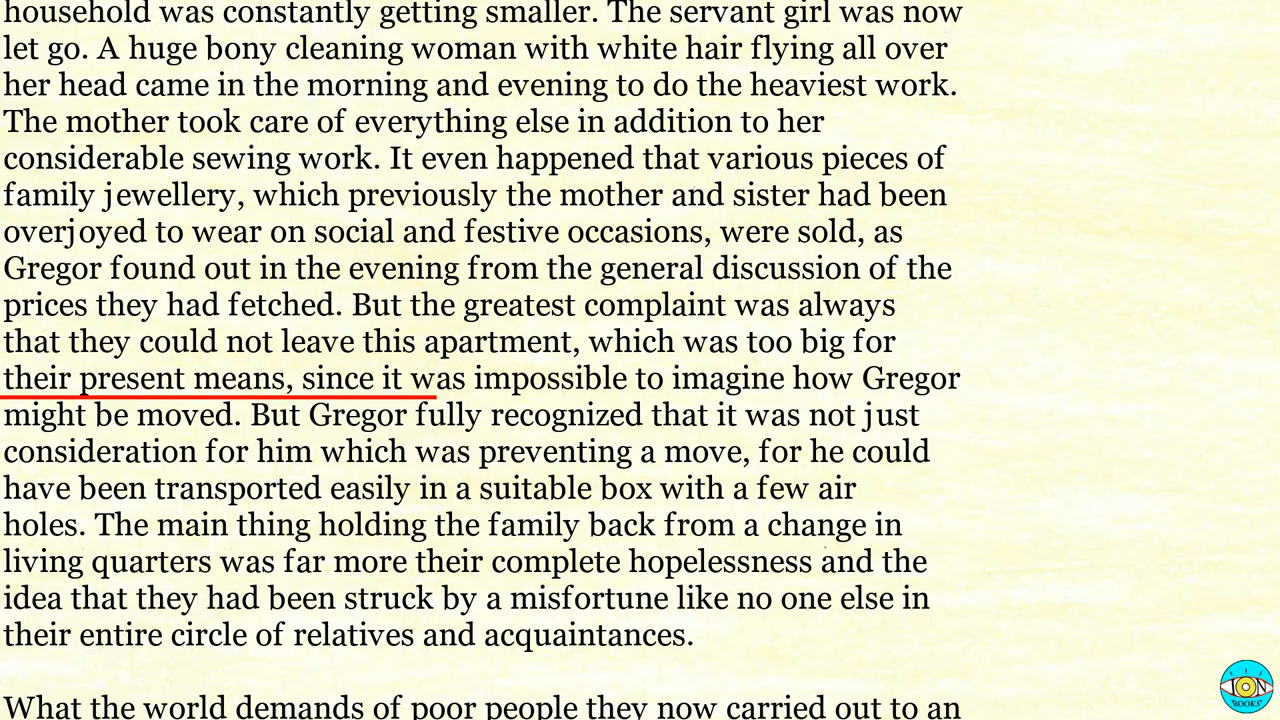 household was constantly getting smaller. The servant girl was now
let go. A huge bony cleaning woman with white hair flying all over
her head came in the morning and evening to do the heaviest work.
The mother took care of everything else in addition to her
considerable sewing work. It even happened that various pieces of
family jewellery, which previously the mother and sister had been
overjoyed to wear on social and festive occasions, were sold, as
Gregor found out in the evening from the general discussion of the
prices they had fetched. But the greatest complaint was always
that they could not leave this apartment, which was too big for
their present means, since it was impossible to imagine how Gregor
might be moved. But Gregor fully recognized that it was not just
consideration for him which was preventing a move, for he could
have been transported easily in a suitable box with a few air
holes. The main thing holding the family back from a change in
living quarters was far more their complete hopelessness and the
idea that they had been struck by a misfortune like no one else in
their entire circle of relatives and acquaintances.
What the world demands of poor people they now carried out to an
ION
BOOKS